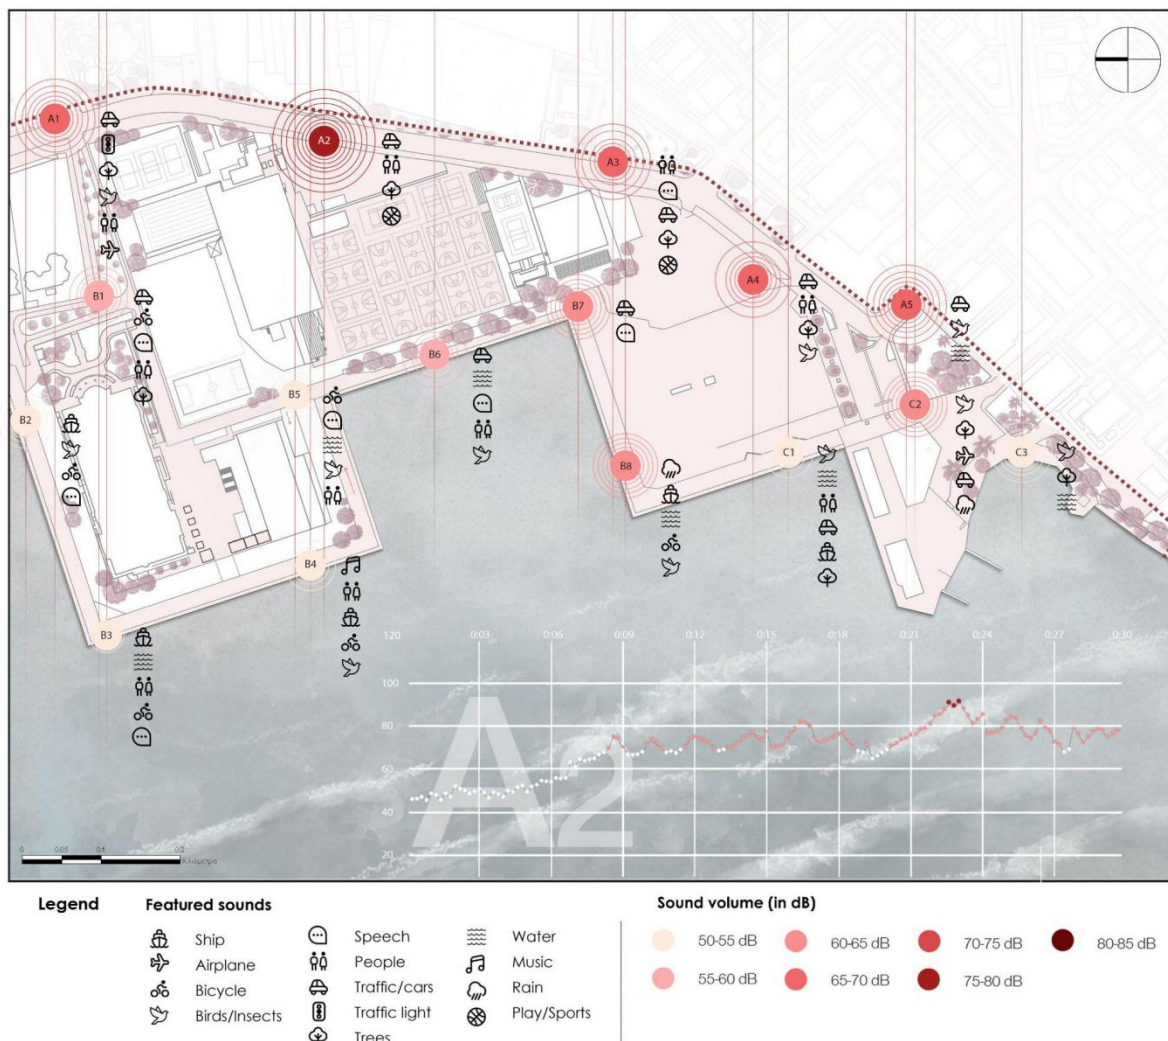 A1
A2
A3
A4
A5
B1
B2
B3
B4
B5
B6
B7
B8
C1
C2
C3
120 0:03 0:06 0:09 0:12 0:15 0:18 0:21 0:24 0:27 0:30
100
80
60
40
20
A2
0 0.05 0.1 0.2
Χλιόμετρα
Legend
Featured sounds
Ship
Airplane
Bicycle
Birds/Insects
Speech
People
Traffic/cars
Traffic light
Trees
Water
Music
Rain
Play/Sports
Sound volume (in dB)
50-55 dB
55-60 dB
60-65 dB
65-70 dB
70-75 dB
75-80 dB
80-85 dB